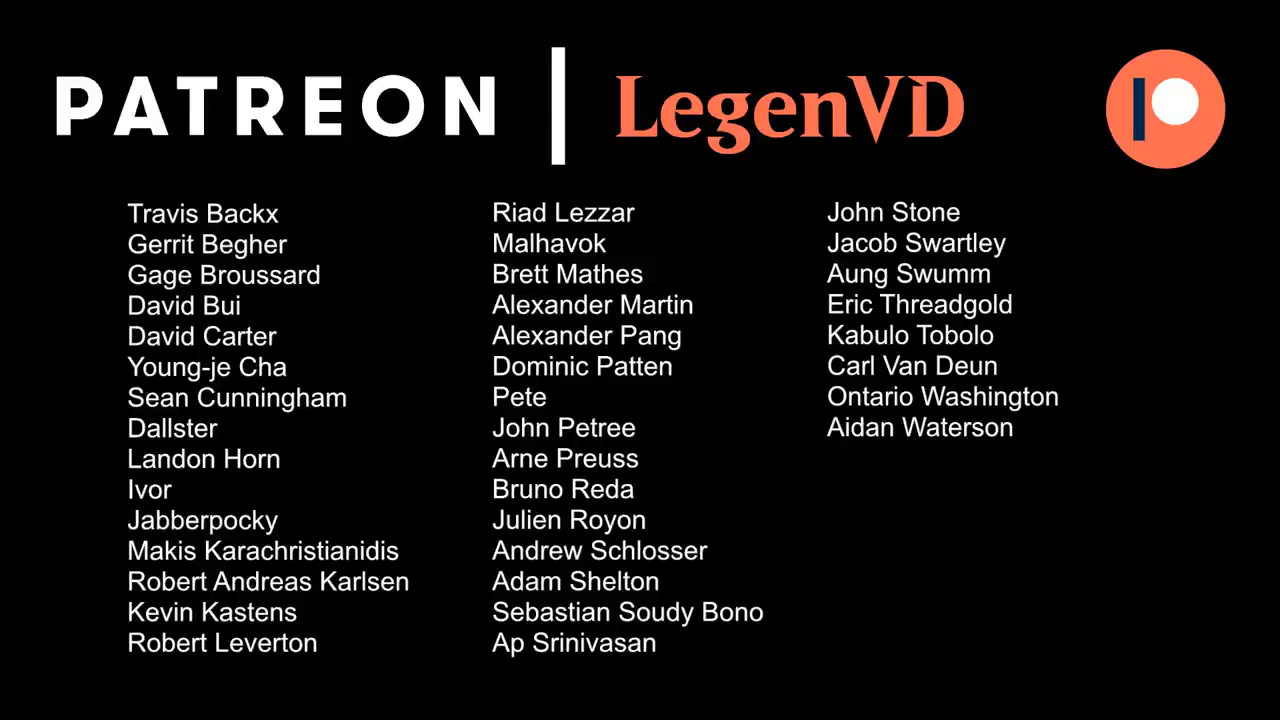 PATREON | LegenVD
Travis Backx
Gerrit Begher
Gage Broussard
David Bui
David Carter
Young-je Cha
Sean Cunningham
Dallster
Landon Horn
Ivor
Jabberpocky
Makis Karachristianidis
Robert Andreas Karlsen
Kevin Kastens
Robert Leverton
Riad Lezzar
Malhavok
Brett Mathes
Alexander Martin
Alexander Pang
Dominic Patten
Pete
John Petree
Arne Preuss
Bruno Reda
Julien Royon
Andrew Schlosser
Adam Shelton
Sebastian Soudy Bono
Ap Srinivasan
John Stone
Jacob Swartley
Aung Swumm
Eric Threadgold
Kabulo Tobolo
Carl Van Deun
Ontario Washington
Aidan Waterson